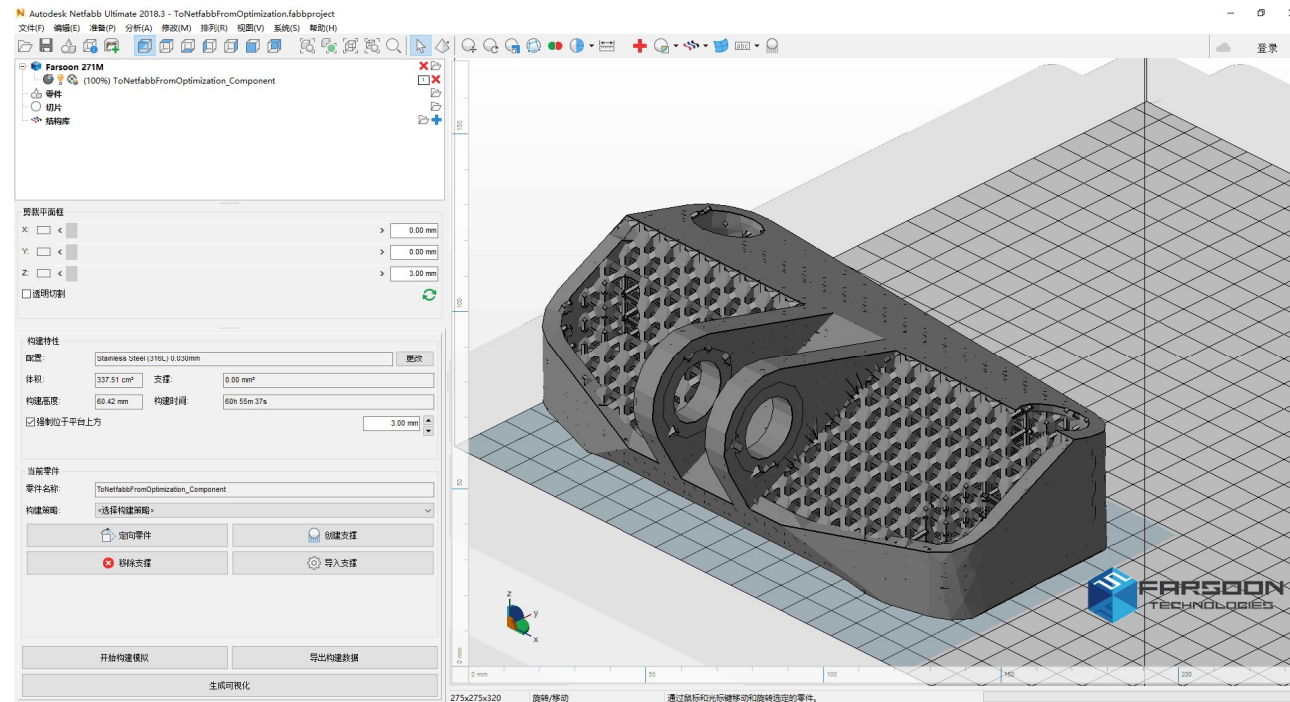 Autodesk Netfabb Ultimate 2018.3 - ToNetfabbFromOptimization.fabbproject
文件(F) 编辑(E) 准备(P) 分析(A) 修改(M) 排列(R) 视图(V) 系统(S) 帮助(H)
abc
登录
Farsoon 271M
(100%) ToNetfabbFromOptimization_Component
零件
切片
结构库
剪裁平面框
X: < > 0.00 mm
Y: < > 0.00 mm
Z: < > 3.00 mm
透明切割
构建特性
配置: Stainless Steel (316L) 0.030mm 更改
体积: 337.51 cm³ 支撑: 0.00 mm³
构建高度: 60.42 mm 构建时间: 60h 55m 37s
强制位于平台上方 3.00 mm
当前零件
零件名称: ToNetfabbFromOptimization_Component
构建策略: <选择构建策略>
定向零件 创建支撑
移除支撑 导入支撑
开始构建模拟 导出构建数据
生成可视化
150
100
50
0 mm
0 mm 50 100 150 200
z
y
x
FARSOON
TECHNOLOGIES
275x275x320 旋转/移动 通过鼠标和光标键移动和旋转选定的零件。